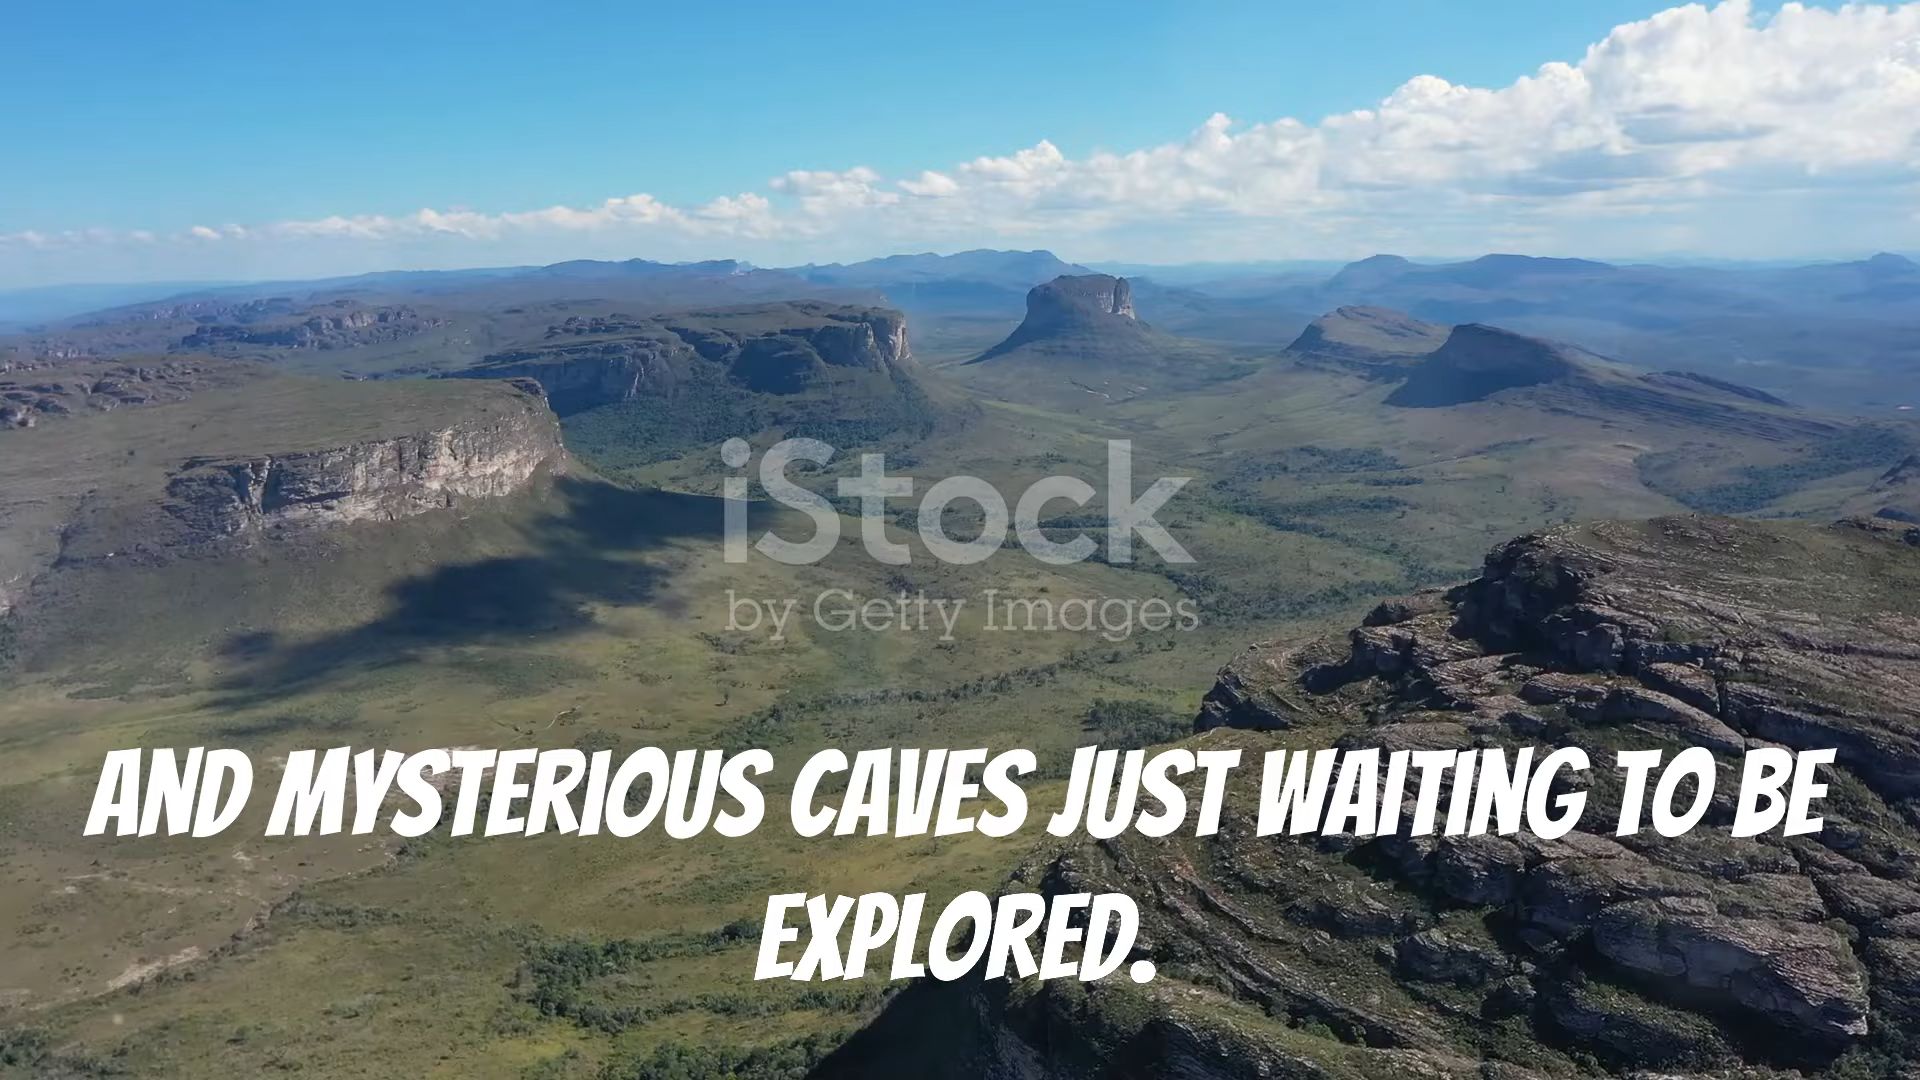 iStock
by Getty Images
AND MYSTERIOUS CAVES JUST WAITING TO BE
EXPLORED.